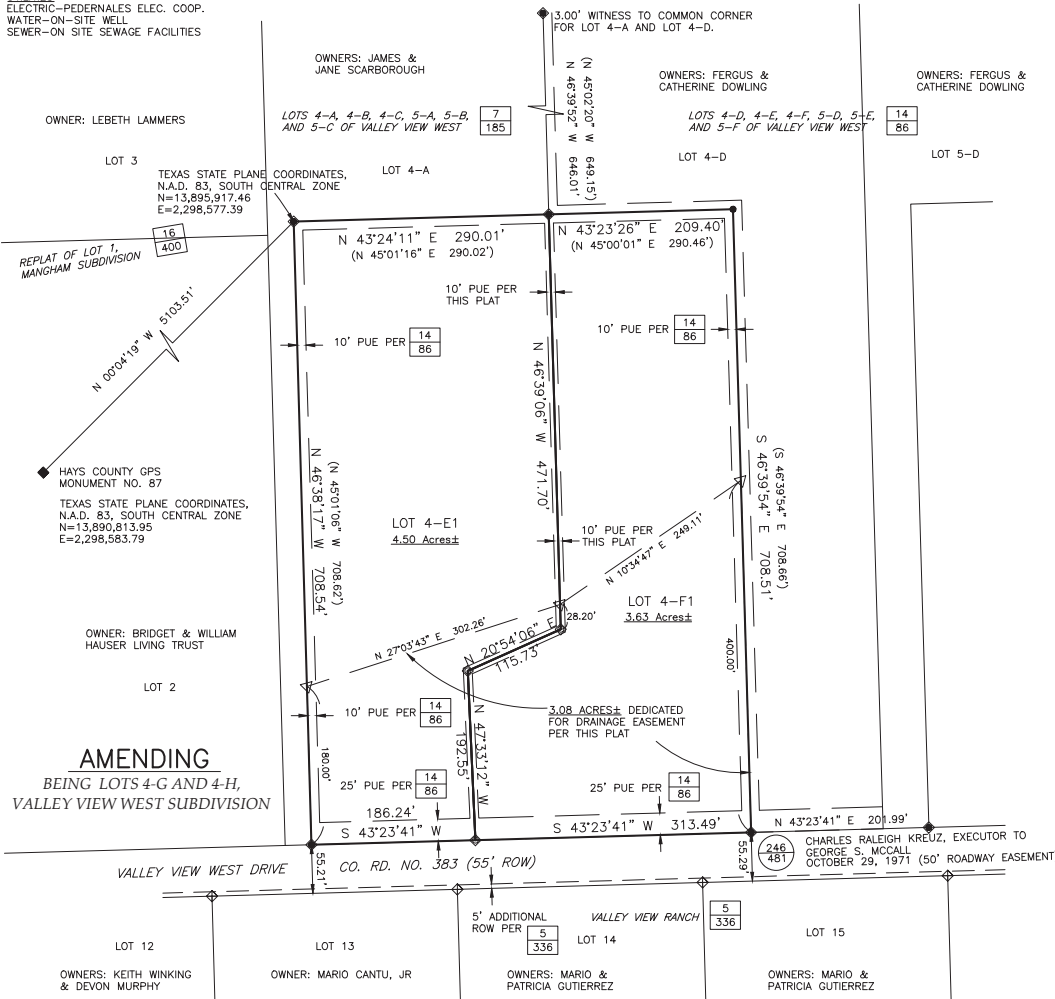 ELECTRIC-PEDERNALES ELEC. COOP.
WATER-ON-SITE WELL
SEWER-ON SITE SEWAGE FACILITIES
3.00' WITNESS TO COMMON CORNER
FOR LOT 4-A AND LOT 4-D.
OWNERS: JAMES &
JANE SCARBOROUGH
OWNERS: FERGUS &
CATHERINE DOWLING
OWNERS: FERGUS &
CATHERINE DOWLING
OWNER: LEBETH LAMMERS
LOTS 4-A, 4-B, 4-C, 5-A, 5-B,
AND 5-C OF VALLEY VIEW WEST
7
185
(N 45°02'20" W 649.15')
N 46°39'52" W 646.01'
LOTS 4-D, 4-E, 4-F, 5-D, 5-E,
AND 5-F OF VALLEY VIEW WEST
14
86
LOT 3
LOT 4-A
LOT 4-D
LOT 5-D
TEXAS STATE PLANE COORDINATES,
N.A.D. 83, SOUTH CENTRAL ZONE
N=13,895,917.46
E=2,298,577.39
16
400
REPLAT OF LOT 1,
MANGHAM SUBDIVISION
N 43°24'11" E 290.01'
(N 45°01'16" E 290.02')
N 43°23'26" E 209.40'
(N 45°00'01" E 290.46')
10' PUE PER
THIS PLAT
10' PUE PER
14
86
10' PUE PER
14
86
N 00°04'19" W 5103.51'
N 46°39'06" W 471.70'
HAYS COUNTY GPS
MONUMENT NO. 87
TEXAS STATE PLANE COORDINATES,
N.A.D. 83, SOUTH CENTRAL ZONE
N=13,890,813.95
E=2,298,583.79
(N 45°01'06" W 708.62')
N 46°38'17" W 708.54'
(S 46°39'54" E 708.66')
S 46°39'54" E 708.51'
LOT 4-E1
4.50 Acres±
10' PUE PER
THIS PLAT
N 10°34'47" E 249.11'
LOT 4-F1
3.63 Acres±
28.20'
N 20°54'06" E
115.73'
N 27°03'43" E 302.26'
400.00'
OWNER: BRIDGET & WILLIAM
HAUSER LIVING TRUST
LOT 2
10' PUE PER
14
86
3.08 ACRES± DEDICATED
FOR DRAINAGE EASEMENT
PER THIS PLAT
N 47°33'12" W
192.55'
180.00'
AMENDING
BEING LOTS 4-G AND 4-H,
VALLEY VIEW WEST SUBDIVISION
25' PUE PER
14
86
25' PUE PER
14
86
186.24'
S 43°23'41" W
S 43°23'41" W 313.49'
N 43°23'41" E 201.99'
246
481
CHARLES RALEIGH KREUZ, EXECUTOR TO
GEORGE S. MCCALL
OCTOBER 29, 1971 (50' ROADWAY EASEMENT
VALLEY VIEW WEST DRIVE
55.21'
CO. RD. NO. 383 (55' ROW)
55.29'
5' ADDITIONAL
ROW PER
5
336
VALLEY VIEW RANCH
5
336
LOT 12
LOT 13
LOT 14
LOT 15
OWNERS: KEITH WINKING
& DEVON MURPHY
OWNER: MARIO CANTU, JR
OWNERS: MARIO &
PATRICIA GUTIERREZ
OWNERS: MARIO &
PATRICIA GUTIERREZ